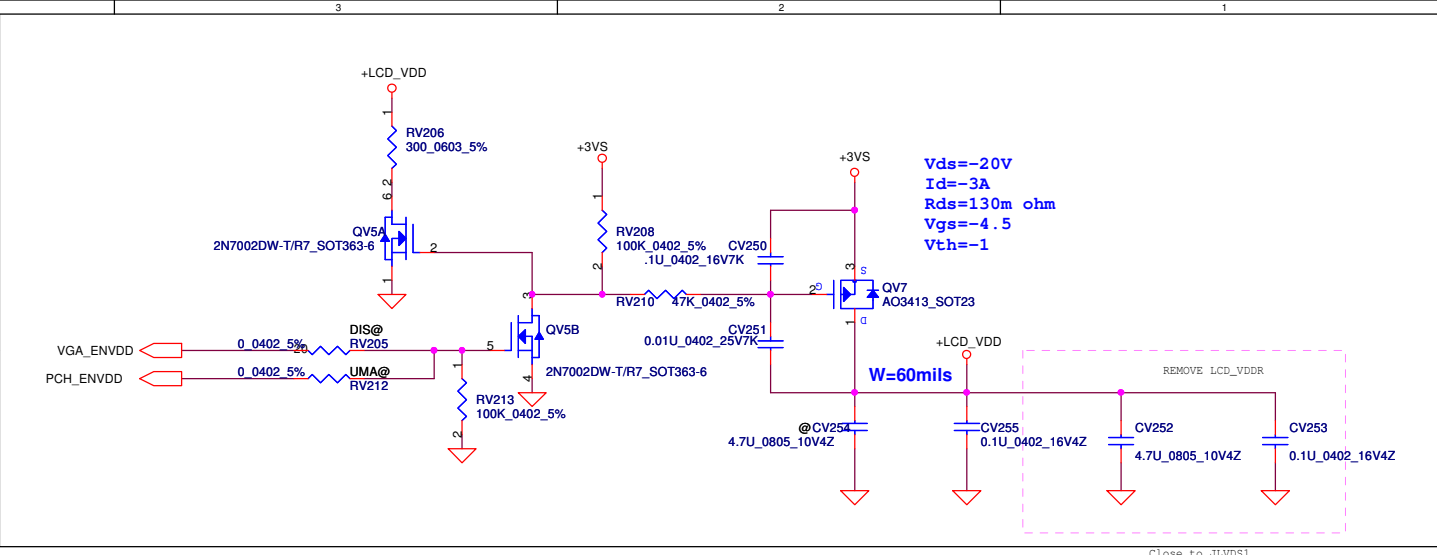 3
2
1
+LCD_VDD
1
RV206
300_0603_5%
2
6
QV5A
2N7002DW-T/R7_SOT363-6
2
1
+3VS
1
RV208
100K_0402_5%
2
+3VS
Vds=-20V
Id=-3A
Rds=130m ohm
Vgs=-4.5
Vth=-1
CV250
.1U_0402_16V7K
3
S
2
G
QV7
AO3413_SOT23
1
D
RV210
47K_0402_5%
CV251
0.01U_0402_25V7K
3
QV5B
5
4
2N7002DW-T/R7_SOT363-6
VGA_ENVDD
0_0402_5%
DIS@
RV205
PCH_ENVDD
0_0402_5%
UMA@
RV212
1
RV213
100K_0402_5%
2
+LCD_VDD
W=60mils
REMOVE LCD_VDDR
@
CV254
4.7U_0805_10V4Z
CV255
0.1U_0402_16V4Z
CV252
4.7U_0805_10V4Z
CV253
0.1U_0402_16V4Z
Close to JLVDS1